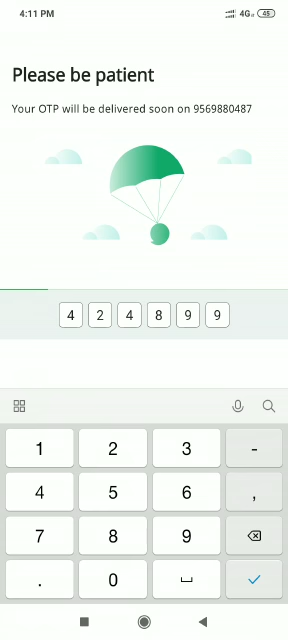 4:11 PM 4G 45
Please be patient
Your OTP will be delivered soon on 9569880487
4 2 4 8 9 9
1 2 3 -
4 5 6 ,
7 8 9
. 0